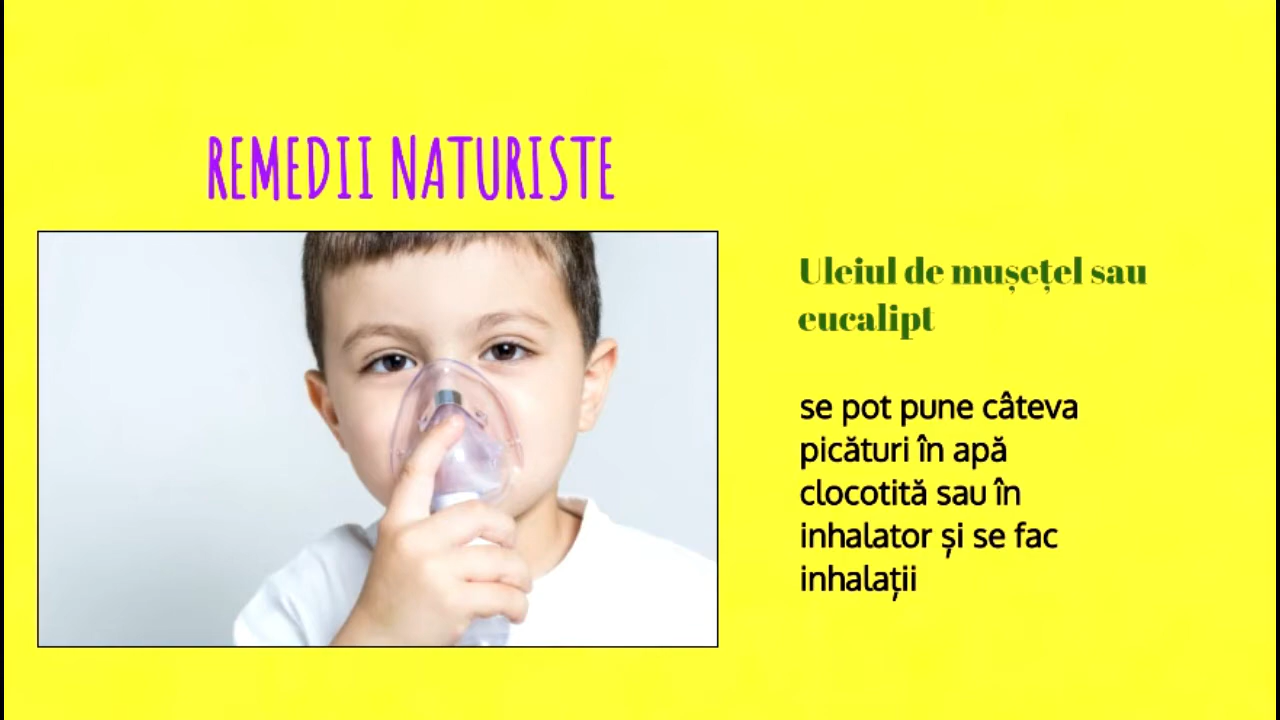 REMEDII NATURISTE
Uleiul de mușețel sau
eucalipt
se pot pune câteva
picături în apă
clocotită sau în
inhalator și se fac
inhalații